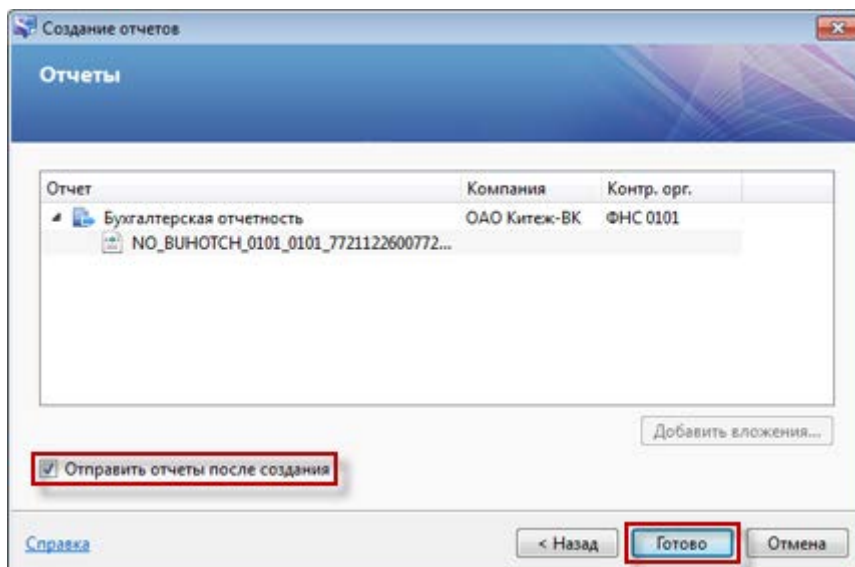 Создание отчетов
Отчеты
Отчет Компания Контр. орг.
Бухгалтерская отчетность ОАО Китеж-ВК ФНС 0101
NO_BUHOTCH_0101_0101_7721122600772...
Добавить вложения...
Отправить отчеты после создания
Справка < Назад Готово Отмена